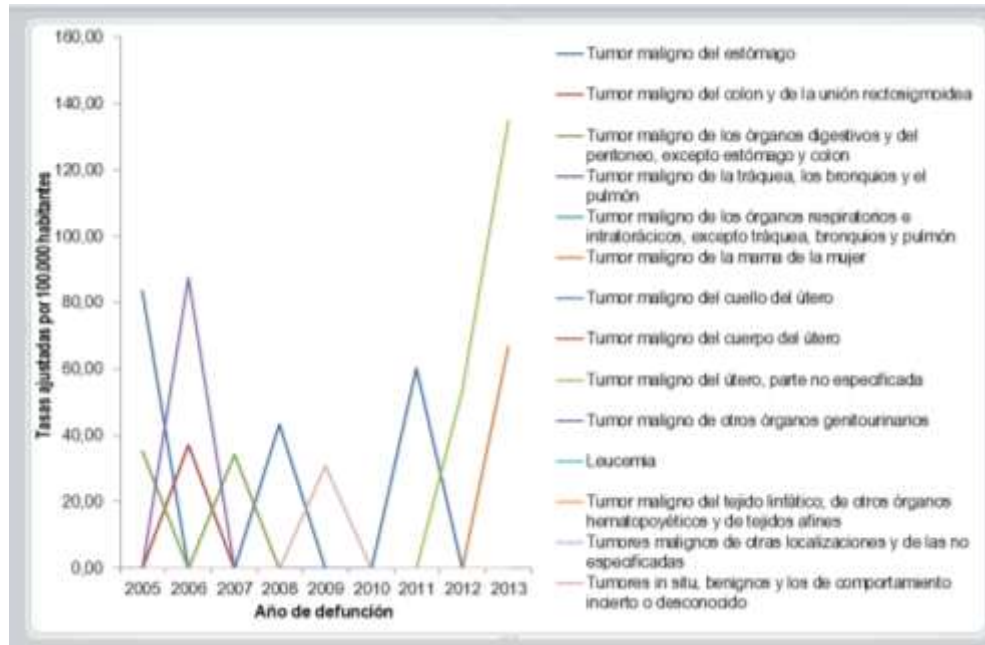 160,00
140,00
120,00
100,00
80,00
60,00
40,00
20,00
0,00
Tasas ajustadas por 100.000 habitantes
2005 2006 2007 2008 2009 2010 2011 2012 2013
Año de defunción
Tumor maligno del estómago
Tumor maligno del colon y de la unión rectosigmoidea
Tumor maligno de los órganos digestivos y del
peritoneo, excepto estómago y colon
Tumor maligno de la tráquea, los bronquios y el
pulmón
Tumor maligno de los órganos respiratorios e
intratorácicos, excepto tráquea, bronquios y pulmón
Tumor maligno de la mama de la mujer
Tumor maligno del cuello del útero
Tumor maligno del cuerpo del útero
Tumor maligno del útero, parte no especificada
Tumor maligno de otros órganos genitourinarios
Leucemia
Tumor maligno del tejido linfático, de otros órganos
hematopoyéticos y de tejidos afines
Tumores malignos de otras localizaciones y de las no
especificadas
Tumores in situ, benignos y los de comportamiento
incierto o desconocido